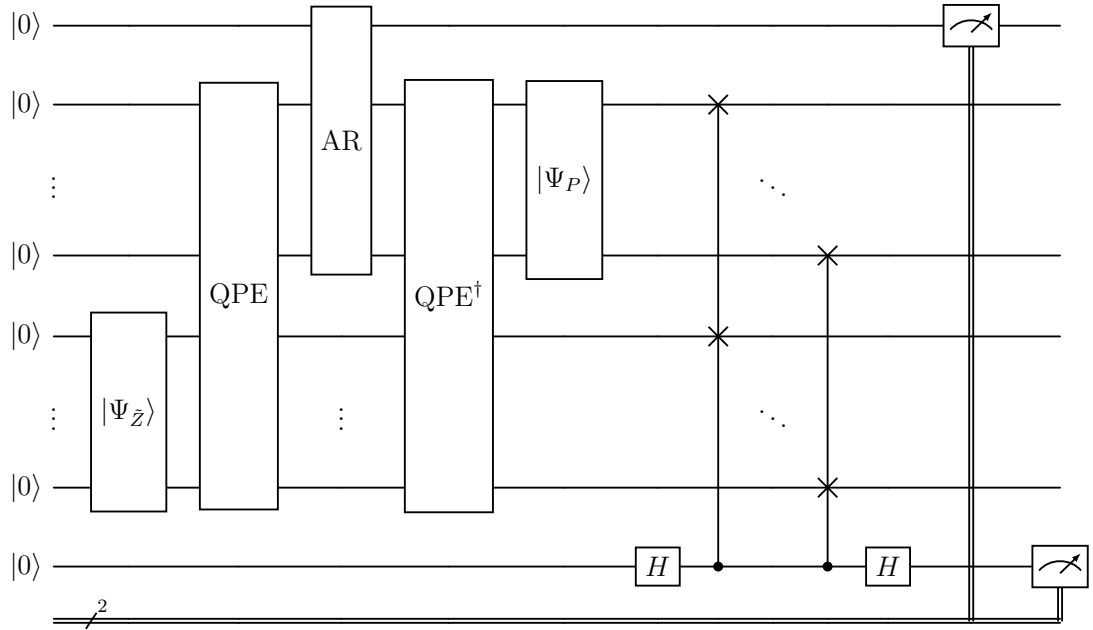 |0⟩
|0⟩
AR
|Ψ_P⟩
⋮ ⋱
|0⟩
QPE QPE†
|0⟩
|Ψ_Z̃⟩
⋮ ⋮ ⋱
|0⟩
|0⟩ H H
2